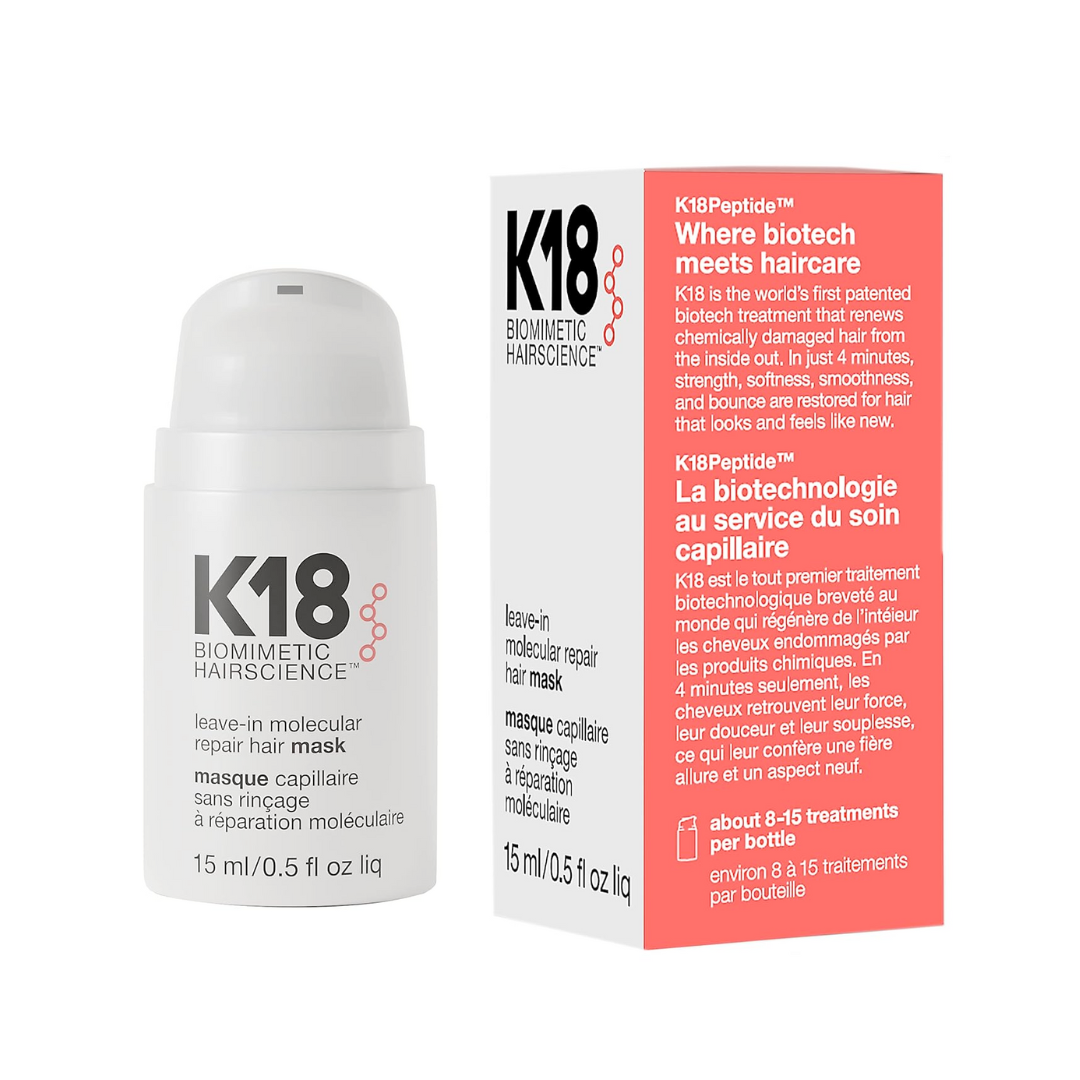 K18
BIOMIMETIC
HAIRSCIENCE™
leave-in molecular
repair hair mask
masque capillaire
sans rinçage
à réparation moléculaire
15 ml/0.5 fl oz liq
K18
BIOMIMETIC
HAIRSCIENCE™
leave-in
molecular repair
hair mask
masque capillaire
sans rinçage
à réparation
moléculaire
15 ml/0.5 fl oz liq
K18Peptide™
Where biotech
meets haircare
K18 is the world's first patented
biotech treatment that renews
chemically damaged hair from
the inside out. In just 4 minutes,
strength, softness, smoothness,
and bounce are restored for hair
that looks and feels like new.
K18Peptide™
La biotechnologie
au service du soin
capillaire
K18 est le tout premier traitement
biotechnologique breveté au
monde qui régénère de l'intéieur
les cheveux endommagés par
les produits chimiques. En
4 minutes seulement, les
cheveux retrouvent leur force,
leur douceur et leur souplesse,
ce qui leur confère une fière
allure et un aspect neuf.
about 8-15 treatments
per bottle
environ 8 à 15 traitements
par bouteille